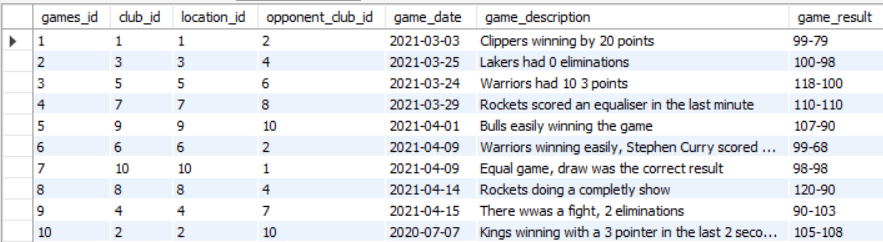 games_id club_id location_id opponent_club_id game_date game_description game_result
1 1 1 2 2021-03-03 Clippers winning by 20 points 99-79
2 3 3 4 2021-03-25 Lakers had 0 eliminations 100-98
3 5 5 6 2021-03-24 Warriors had 10 3 points 118-100
4 7 7 8 2021-03-29 Rockets scored an equaliser in the last minute 110-110
5 9 9 10 2021-04-01 Bulls easily winning the game 107-90
6 6 6 2 2021-04-09 Warriors winning easily, Stephen Curry scored ... 99-68
7 10 10 1 2021-04-09 Equal game, draw was the correct result 98-98
8 8 8 4 2021-04-14 Rockets doing a completly show 120-90
9 4 4 7 2021-04-15 There wwas a fight, 2 eliminations 90-103
10 2 2 10 2020-07-07 Kings winning with a 3 pointer in the last 2 seco... 105-108